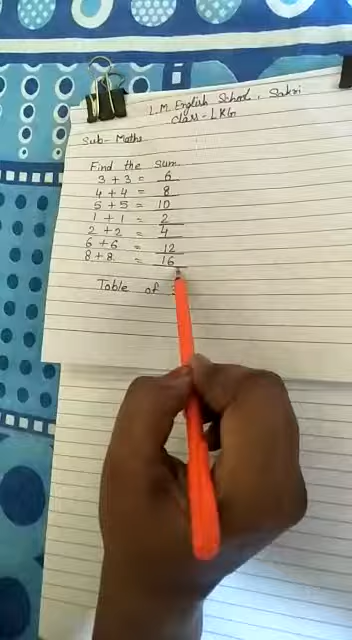 L.M. English School, Sakri
Class - LKG
Sub - Maths
Find the sum.
3 + 3 = 6
4 + 4 = 8
5 + 5 = 10
1 + 1 = 2
2 + 2 = 4
6 + 6 = 12
8 + 8 = 16
Table of